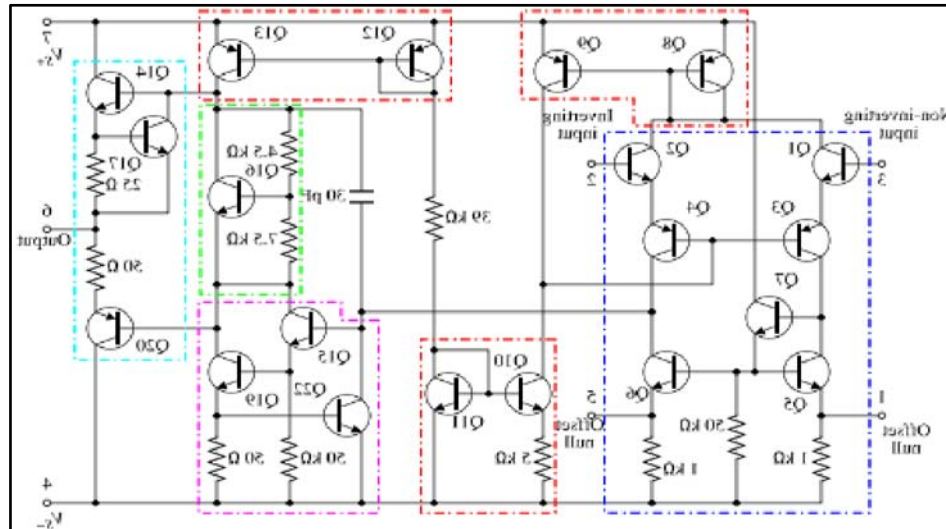 7
V_S+
Q13
Q12
Q9
Q8
Q14
Inverting
input
Non-inverting
input
Q17
25 Ω
4.5 kΩ
Q16
7.5 kΩ
30 pF
39 kΩ
Q2
Q1
2
3
6
Output
50 Ω
Q4
Q3
Q7
Q20
Q15
Q19
Q22
Q10
Q11
Q6
Q5
5
Offset
null
1
Offset
null
50 Ω
50 kΩ
5 kΩ
1 kΩ
50 kΩ
1 kΩ
4
V_S−